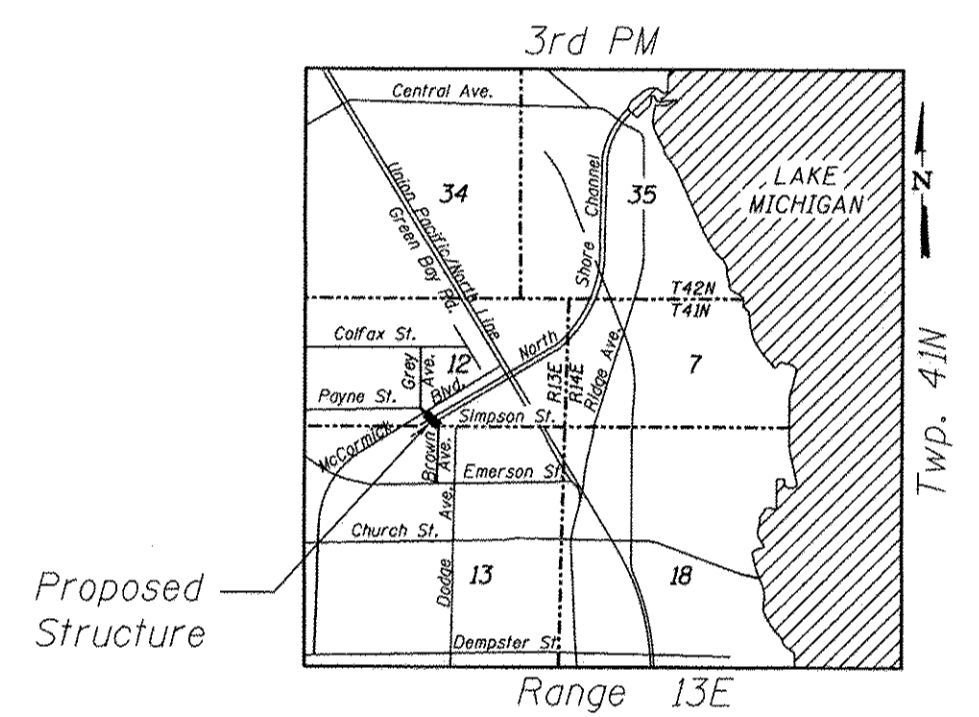 3rd PM
Central Ave.
Union Pacific/North Line
Green Bay Rd.
34
Shore Channel
35
LAKE
MICHIGAN
N
T42N
T41N
Colfax St.
Grey
Ave.
12
North
R13E
R14E
Ridge Ave.
7
Twp. 41N
Payne St.
Blvd.
McCormick
Simpson St.
Brown
Ave.
Emerson St.
Dodge Ave.
Church St.
13
18
Proposed
Structure
Dempster St.
Range 13E